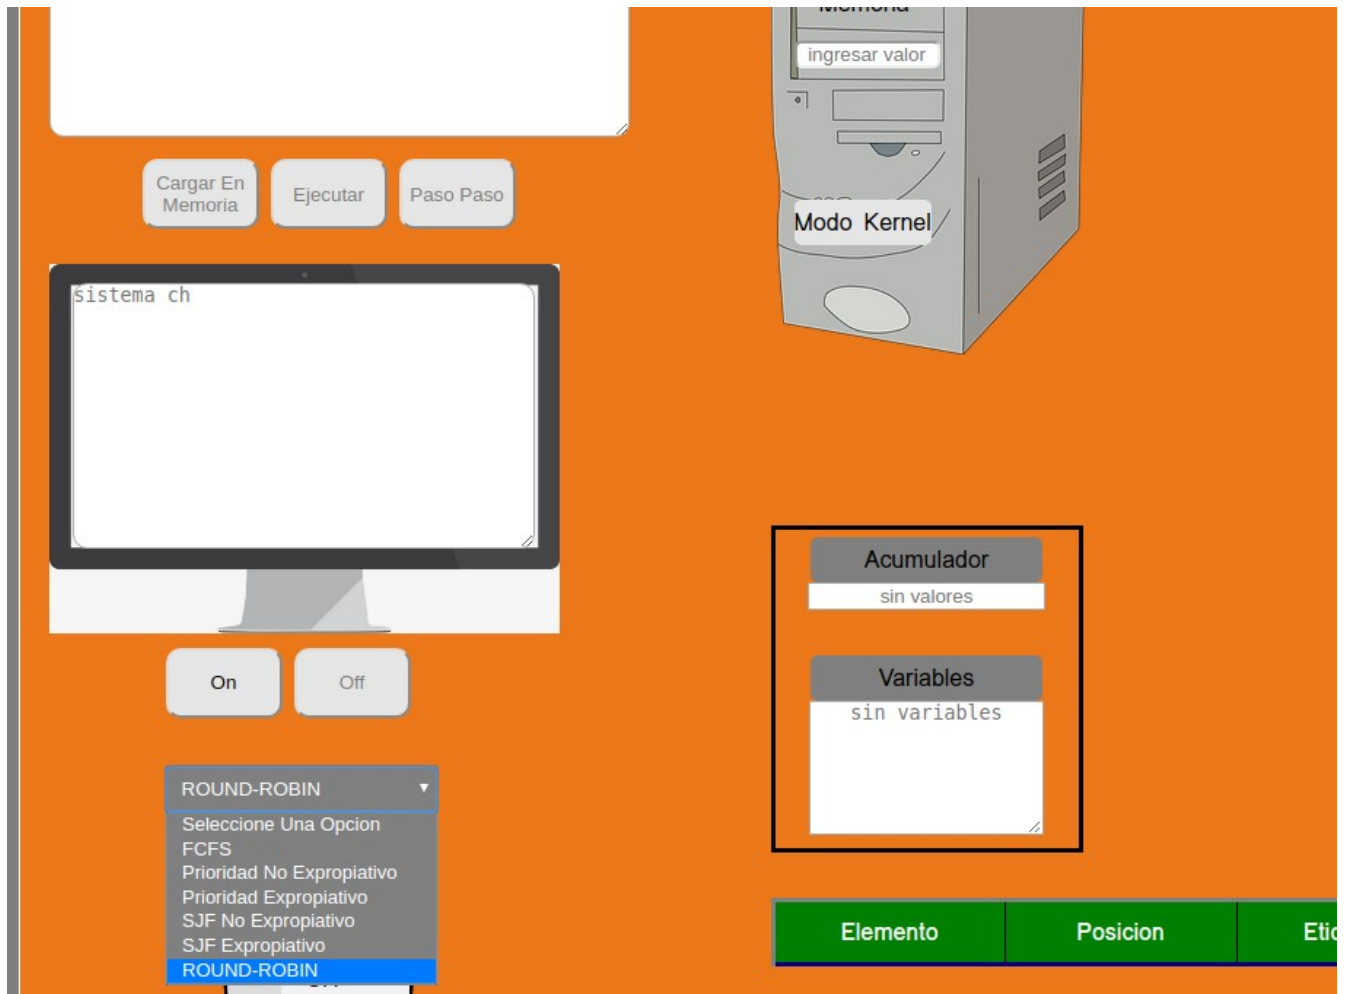 Memoria
ingresar valor
Cargar En
Memoria
Ejecutar
Paso Paso
Modo Kernel
sistema ch
Acumulador
sin valores
On
Off
Variables
sin variables
ROUND-ROBIN
Seleccione Una Opcion
FCFS
Prioridad No Expropiativo
Prioridad Expropiativo
SJF No Expropiativo
SJF Expropiativo
ROUND-ROBIN
Elemento
Posicion